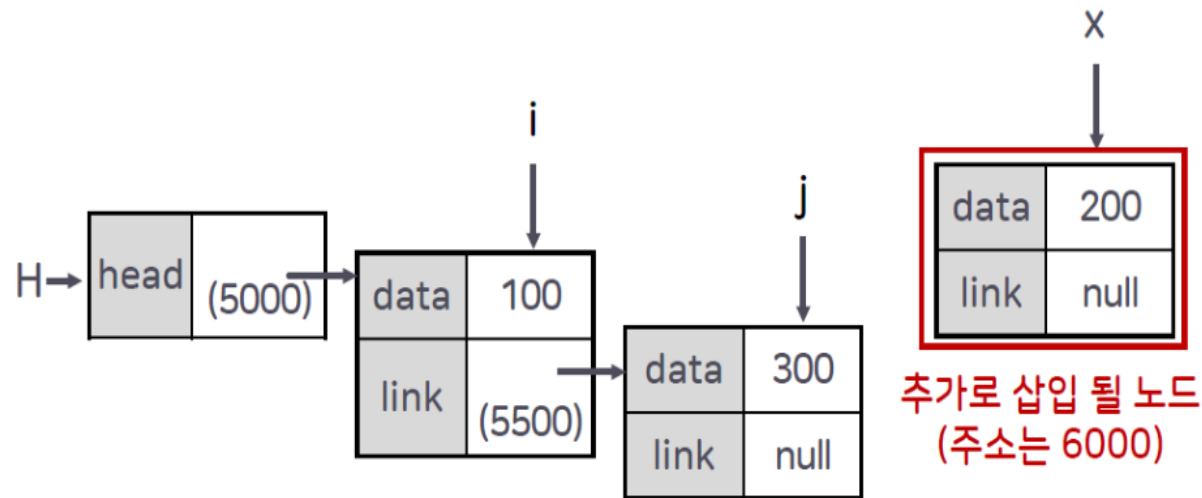 x
i
j
H
head
(5000)
data
100
link
(5500)
data
300
link
null
data
200
link
null
추가로 삽입 될 노드
(주소는 6000)